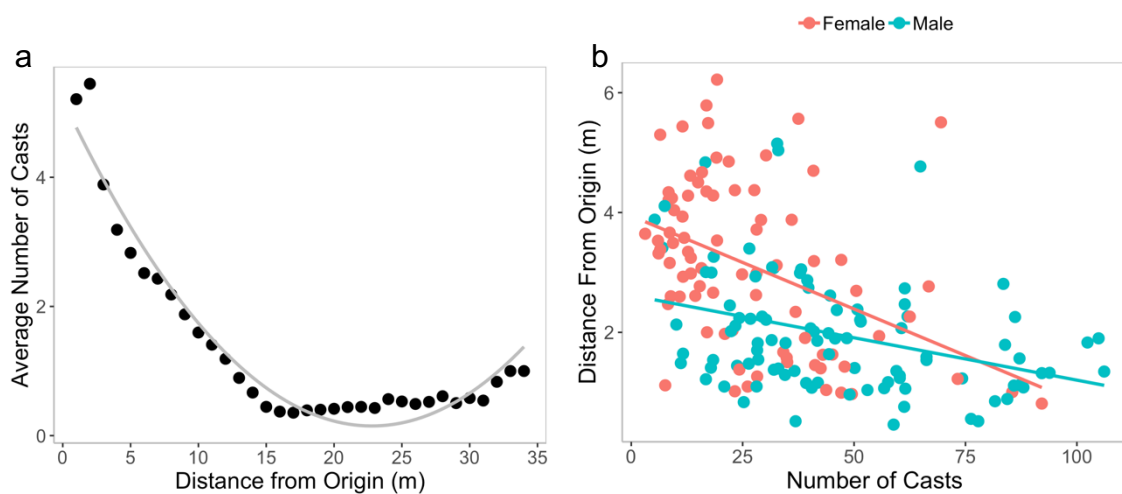 Female Male
a
b
Average Number of Casts
4
2
0
0 5 10 15 20 25 30 35
Distance from Origin (m)
Distance From Origin (m)
6
4
2
0 25 50 75 100
Number of Casts